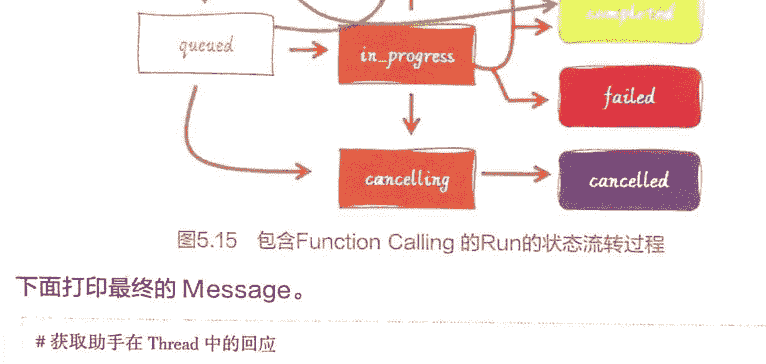 completed
queued
in_progress
failed
cancelling
cancelled
图5.15 包含Function Calling 的Run的状态流转过程
下面打印最终的 Message。
# 获取助手在 Thread 中的回应